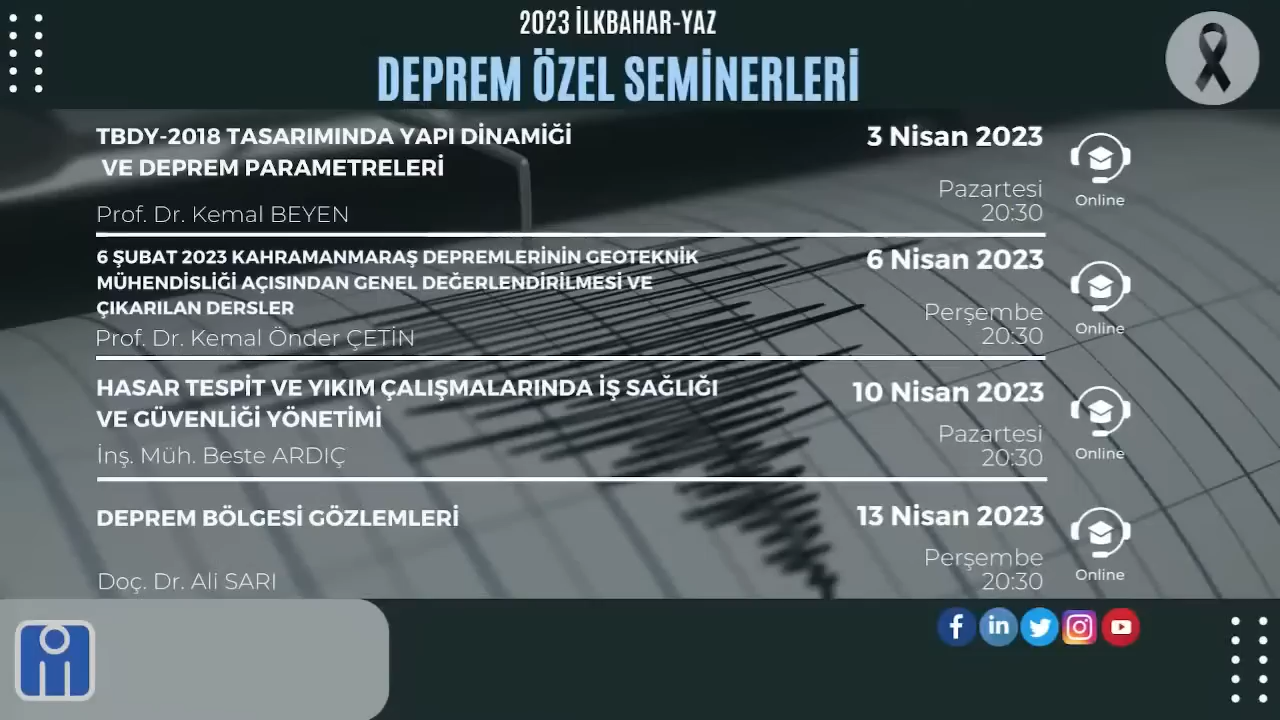 2023 İLKBAHAR-YAZ
DEPREM ÖZEL SEMİNERLERİ
TBDY-2018 TASARIMINDA YAPI DİNAMİĞİ
VE DEPREM PARAMETRELERİ
Prof. Dr. Kemal BEYEN
3 Nisan 2023
Pazartesi
20:30
Online
6 ŞUBAT 2023 KAHRAMANMARAŞ DEPREMLERİNİN GEOTEKNİK
MÜHENDİSLİĞİ AÇISINDAN GENEL DEĞERLENDİRİLMESİ VE
ÇIKARILAN DERSLER
Prof. Dr. Kemal Önder ÇETİN
6 Nisan 2023
Perşembe
20:30
Online
HASAR TESPİT VE YIKIM ÇALIŞMALARINDA İŞ SAĞLIĞI
VE GÜVENLİĞİ YÖNETİMİ
İnş. Müh. Beste ARDIÇ
10 Nisan 2023
Pazartesi
20:30
Online
DEPREM BÖLGESİ GÖZLEMLERİ
Doç. Dr. Ali SARI
13 Nisan 2023
Perşembe
20:30
Online